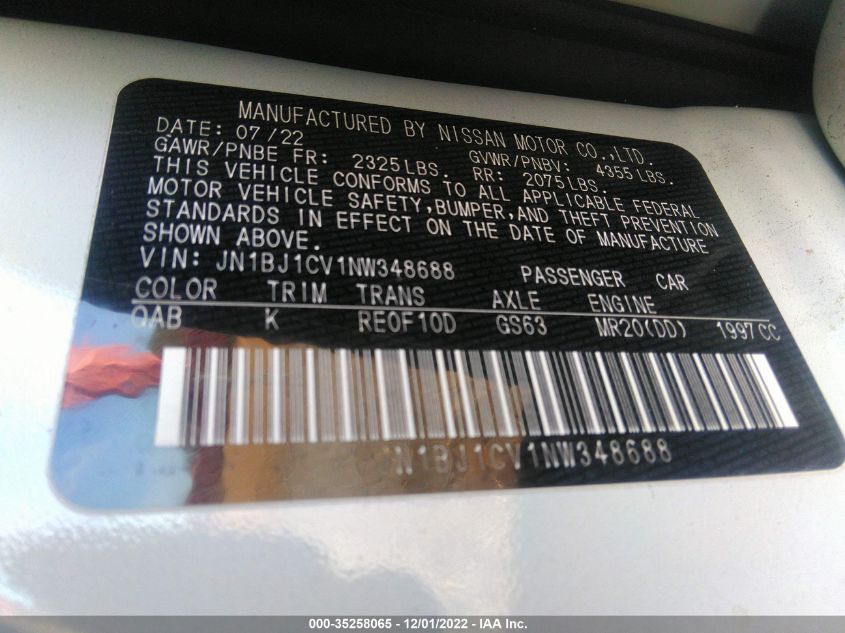 MANUFACTURED BY NISSAN MOTOR CO.,LTD.
DATE: 07/22 GVWR/PNBV: 4355 LBS.
GAWR/PNBE FR: 2325LBS. RR: 2075LBS.
THIS VEHICLE CONFORMS TO ALL APPLICABLE FEDERAL
MOTOR VEHICLE SAFETY,BUMPER,AND THEFT PREVENTION
STANDARDS IN EFFECT ON THE DATE OF MANUFACTURE
SHOWN ABOVE.
VIN: JN1BJ1CV1NW348688 PASSENGER CAR
COLOR TRIM TRANS AXLE ENGINE
QAB K RE0F10D GS63 MR20(DD) 1997CC
JN1BJ1CV1NW348688
000-35258065 - 12/01/2022 - IAA Inc.